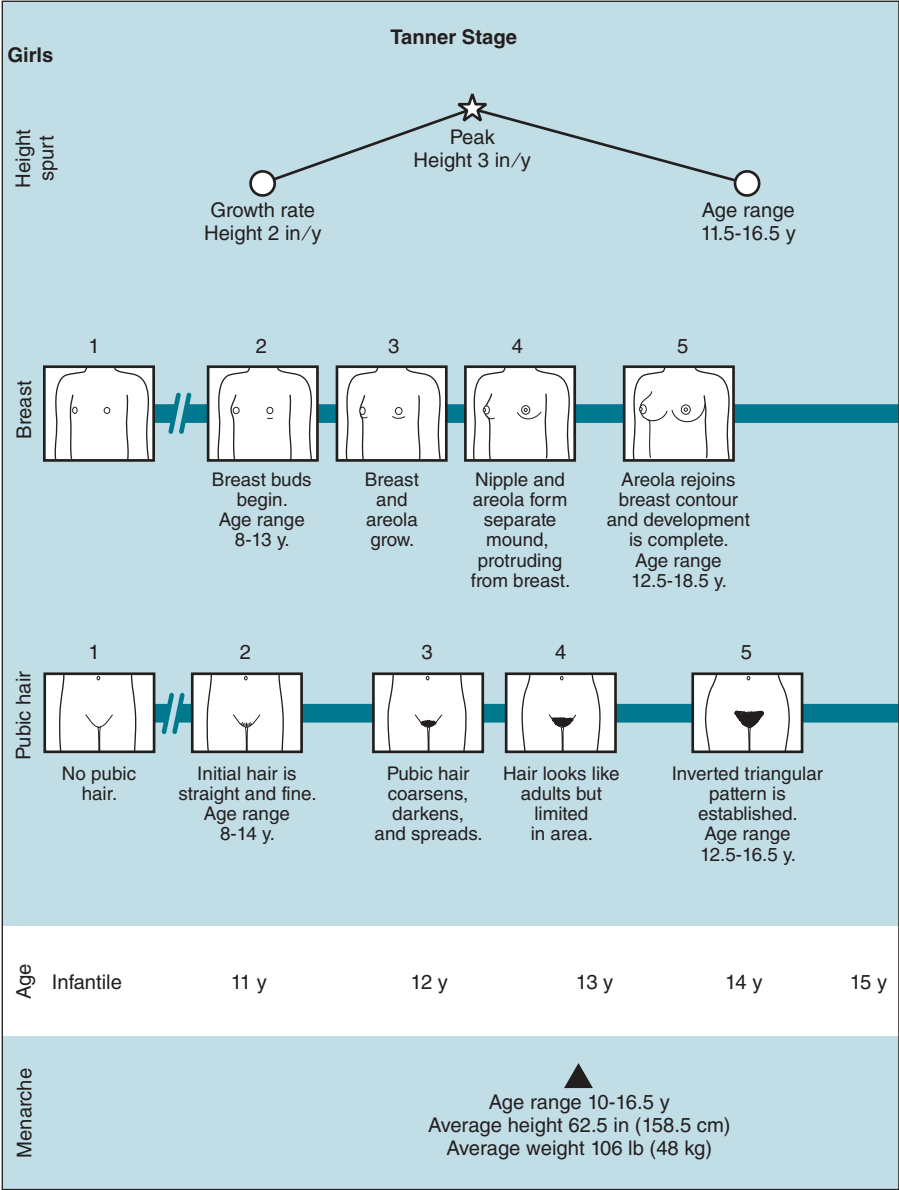 Tanner Stage
Girls
Height
spurt
Peak
Height 3 in/y
Growth rate
Height 2 in/y
Age range
11.5-16.5 y
Breast
1
2
3
4
5
Breast buds
begin.
Age range
8-13 y.
Breast
and
areola
grow.
Nipple and
areola form
separate
mound,
protruding
from breast.
Areola rejoins
breast contour
and development
is complete.
Age range
12.5-18.5 y.
Pubic hair
1
2
3
4
5
No pubic
hair.
Initial hair is
straight and fine.
Age range
8-14 y.
Pubic hair
coarsens,
darkens,
and spreads.
Hair looks like
adults but
limited
in area.
Inverted triangular
pattern is
established.
Age range
12.5-16.5 y.
Age
Infantile
11 y
12 y
13 y
14 y
15 y
Menarche
Age range 10-16.5 y
Average height 62.5 in (158.5 cm)
Average weight 106 lb (48 kg)